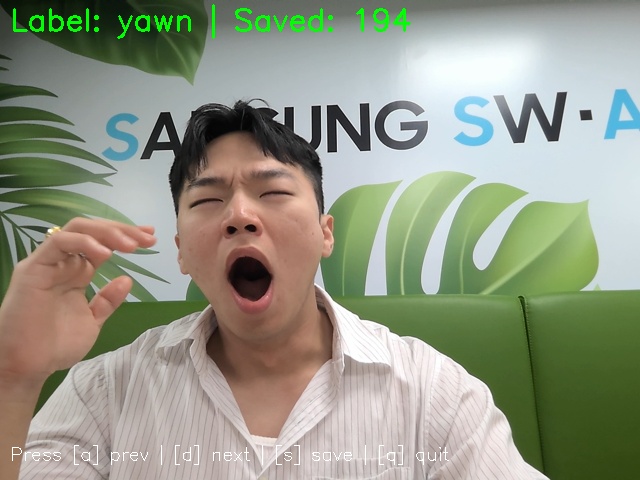 Label: yawn | Saved: 194
SAMSUNG SW·A
Press [a] prev | [d] next | [s] save | [q] quit